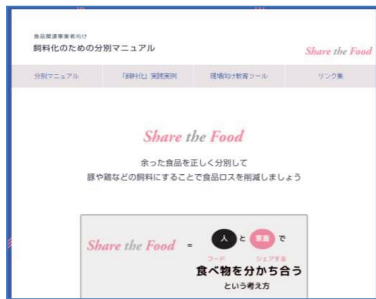 食品関連事業者向け
飼料化のための分別マニュアル
Share the Food
分別マニュアル
「飼料化」実践実例
現場向け教育ツール
リンク集
Share the Food
余った食品を正しく分別して
豚や鶏などの飼料にすることで食品ロスを削減しましょう
Share the Food = 人 と 家畜 で
フード シェアする
食べ物を分かち合う
という考え方